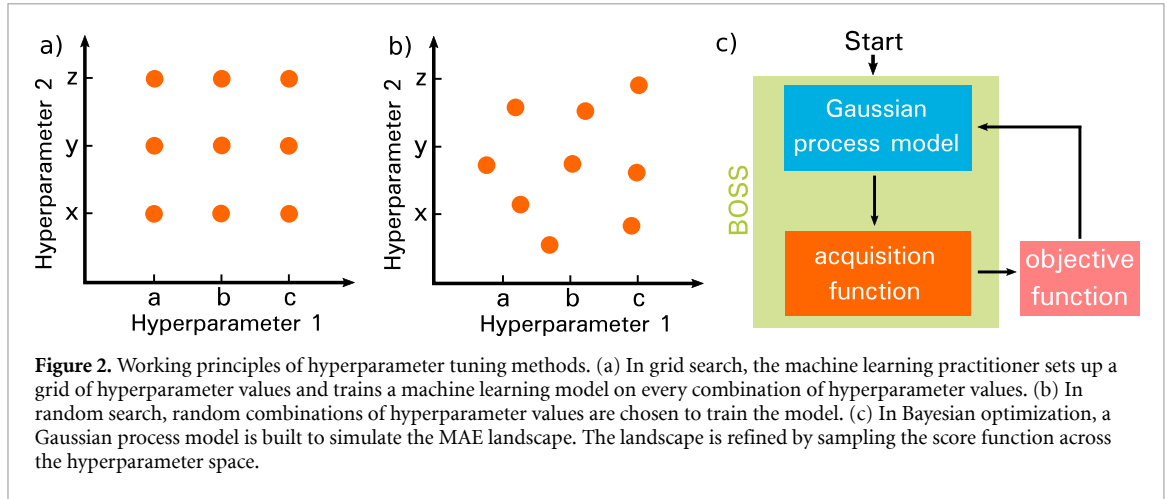 a)
z
y
x
Hyperparameter 2
a b c
Hyperparameter 1
b)
z
y
x
Hyperparameter 2
a b c
Hyperparameter 1
c)
Start
Gaussian
process model
BOSS
acquisition
function
objective
function
Figure 2. Working principles of hyperparameter tuning methods. (a) In grid search, the machine learning practitioner sets up a
grid of hyperparameter values and trains a machine learning model on every combination of hyperparameter values. (b) In
random search, random combinations of hyperparameter values are chosen to train the model. (c) In Bayesian optimization, a
Gaussian process model is built to simulate the MAE landscape. The landscape is refined by sampling the score function across
the hyperparameter space.